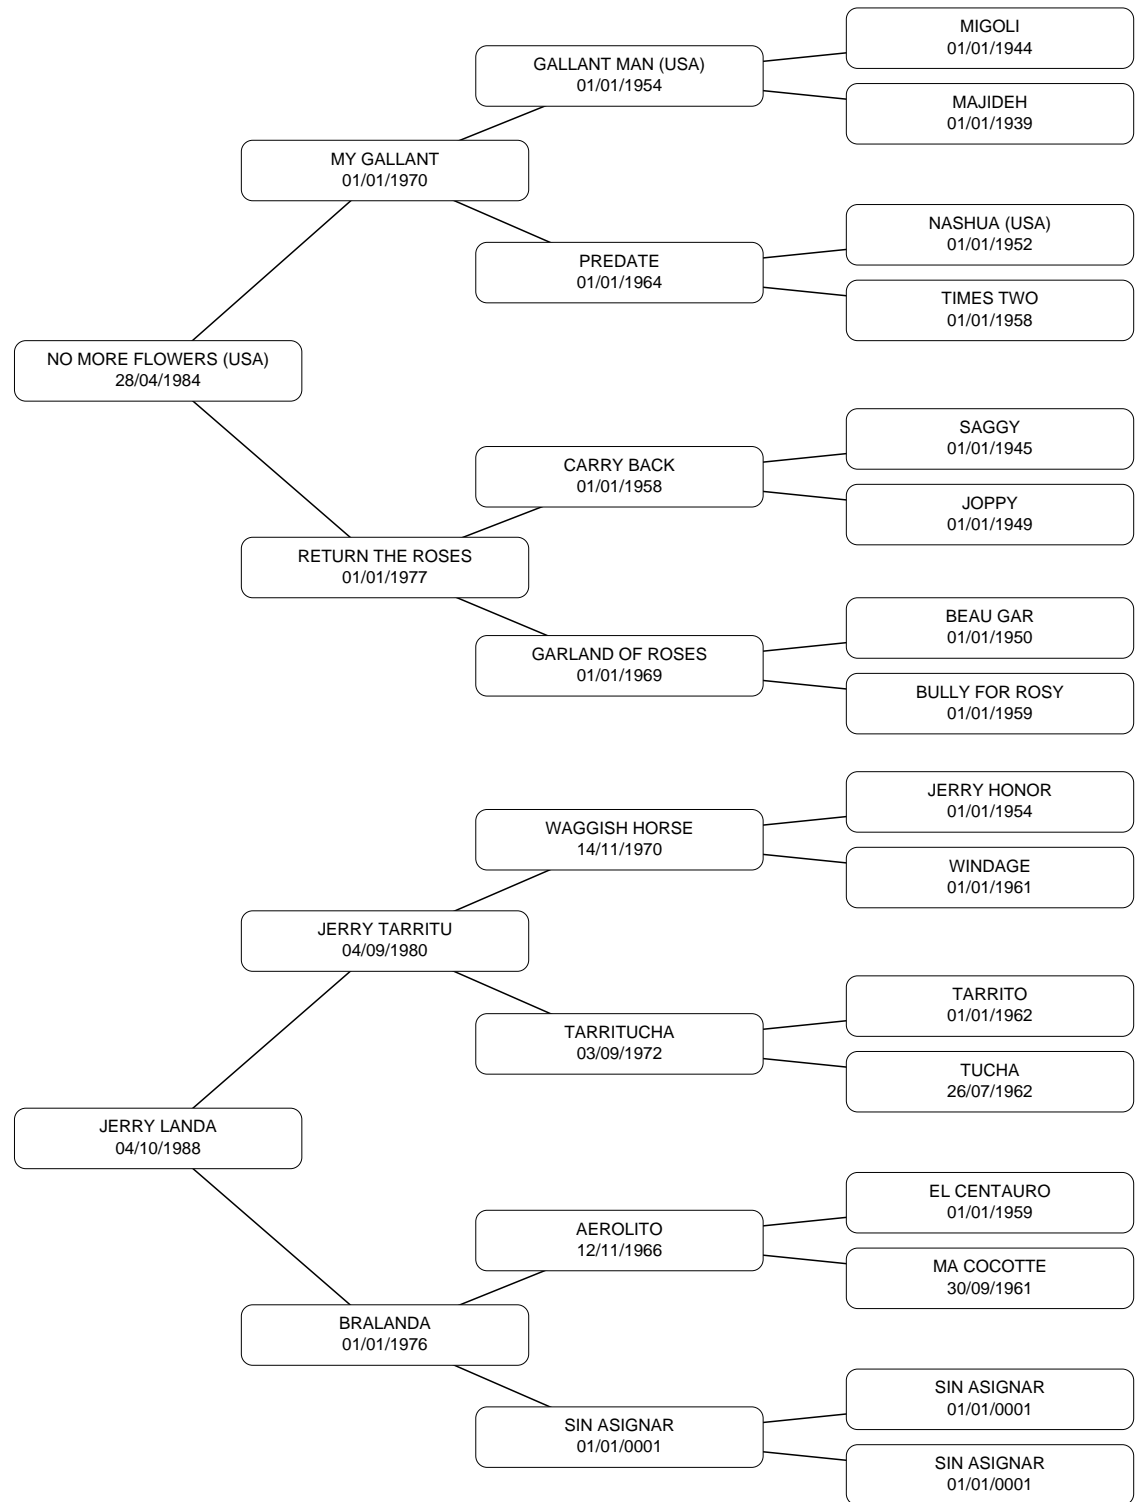 MIGOLI
01/01/1944
GALLANT MAN (USA)
01/01/1954
MAJIDEH
01/01/1939
MY GALLANT
01/01/1970
NASHUA (USA)
01/01/1952
PREDATE
01/01/1964
TIMES TWO
01/01/1958
NO MORE FLOWERS (USA)
28/04/1984
SAGGY
01/01/1945
CARRY BACK
01/01/1958
JOPPY
01/01/1949
RETURN THE ROSES
01/01/1977
BEAU GAR
01/01/1950
GARLAND OF ROSES
01/01/1969
BULLY FOR ROSY
01/01/1959
JERRY HONOR
01/01/1954
WAGGISH HORSE
14/11/1970
WINDAGE
01/01/1961
JERRY TARRITU
04/09/1980
TARRITO
01/01/1962
TARRITUCHA
03/09/1972
TUCHA
26/07/1962
JERRY LANDA
04/10/1988
EL CENTAURO
01/01/1959
AEROLITO
12/11/1966
MA COCOTTE
30/09/1961
BRALANDA
01/01/1976
SIN ASIGNAR
01/01/0001
SIN ASIGNAR
01/01/0001
SIN ASIGNAR
01/01/0001